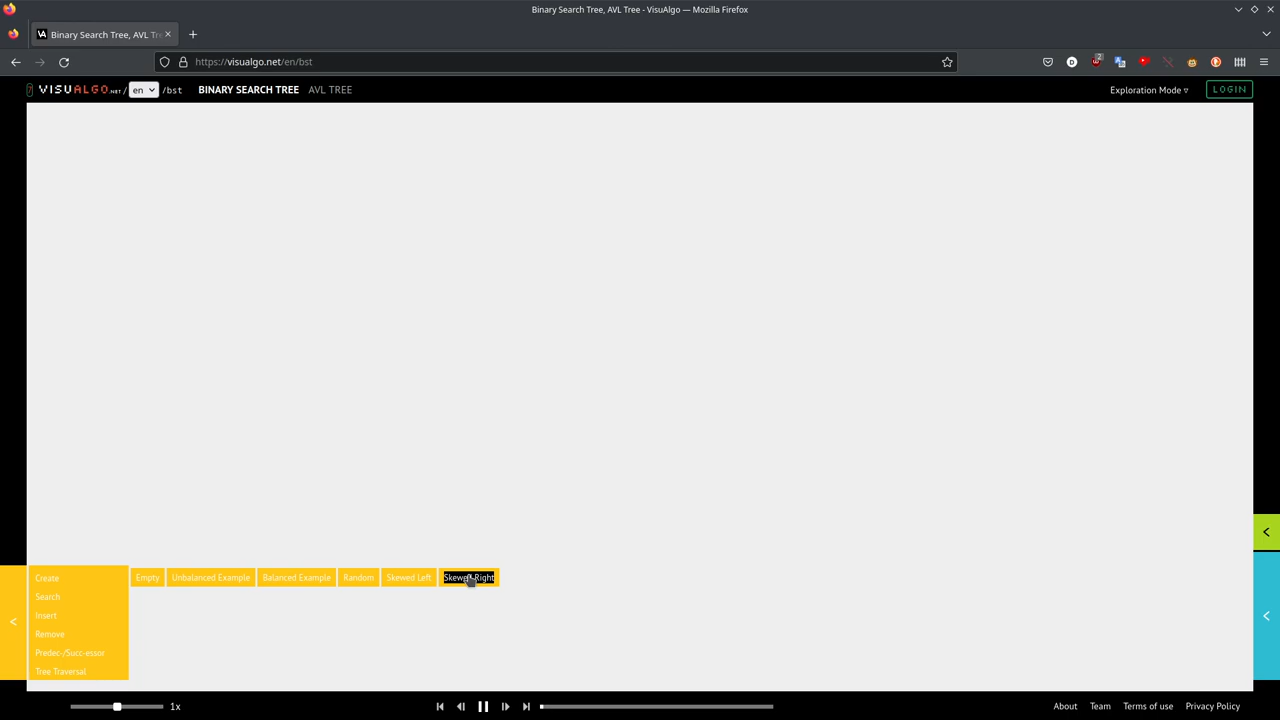 Binary Search Tree, AVL Tree - VisuAlgo — Mozilla Firefox
Binary Search Tree, AVL Tre
https://visualgo.net/en/bst
2
VISUALGO.NET / en /bst BINARY SEARCH TREE AVL TREE Exploration Mode ▿ LOGIN
Create
Empty Unbalanced Example Balanced Example Random Skewed Left Skewed Right
Search
Insert
Remove
Predec-/Succ-essor
Tree Traversal
<
<
<
1x About Team Terms of use Privacy Policy